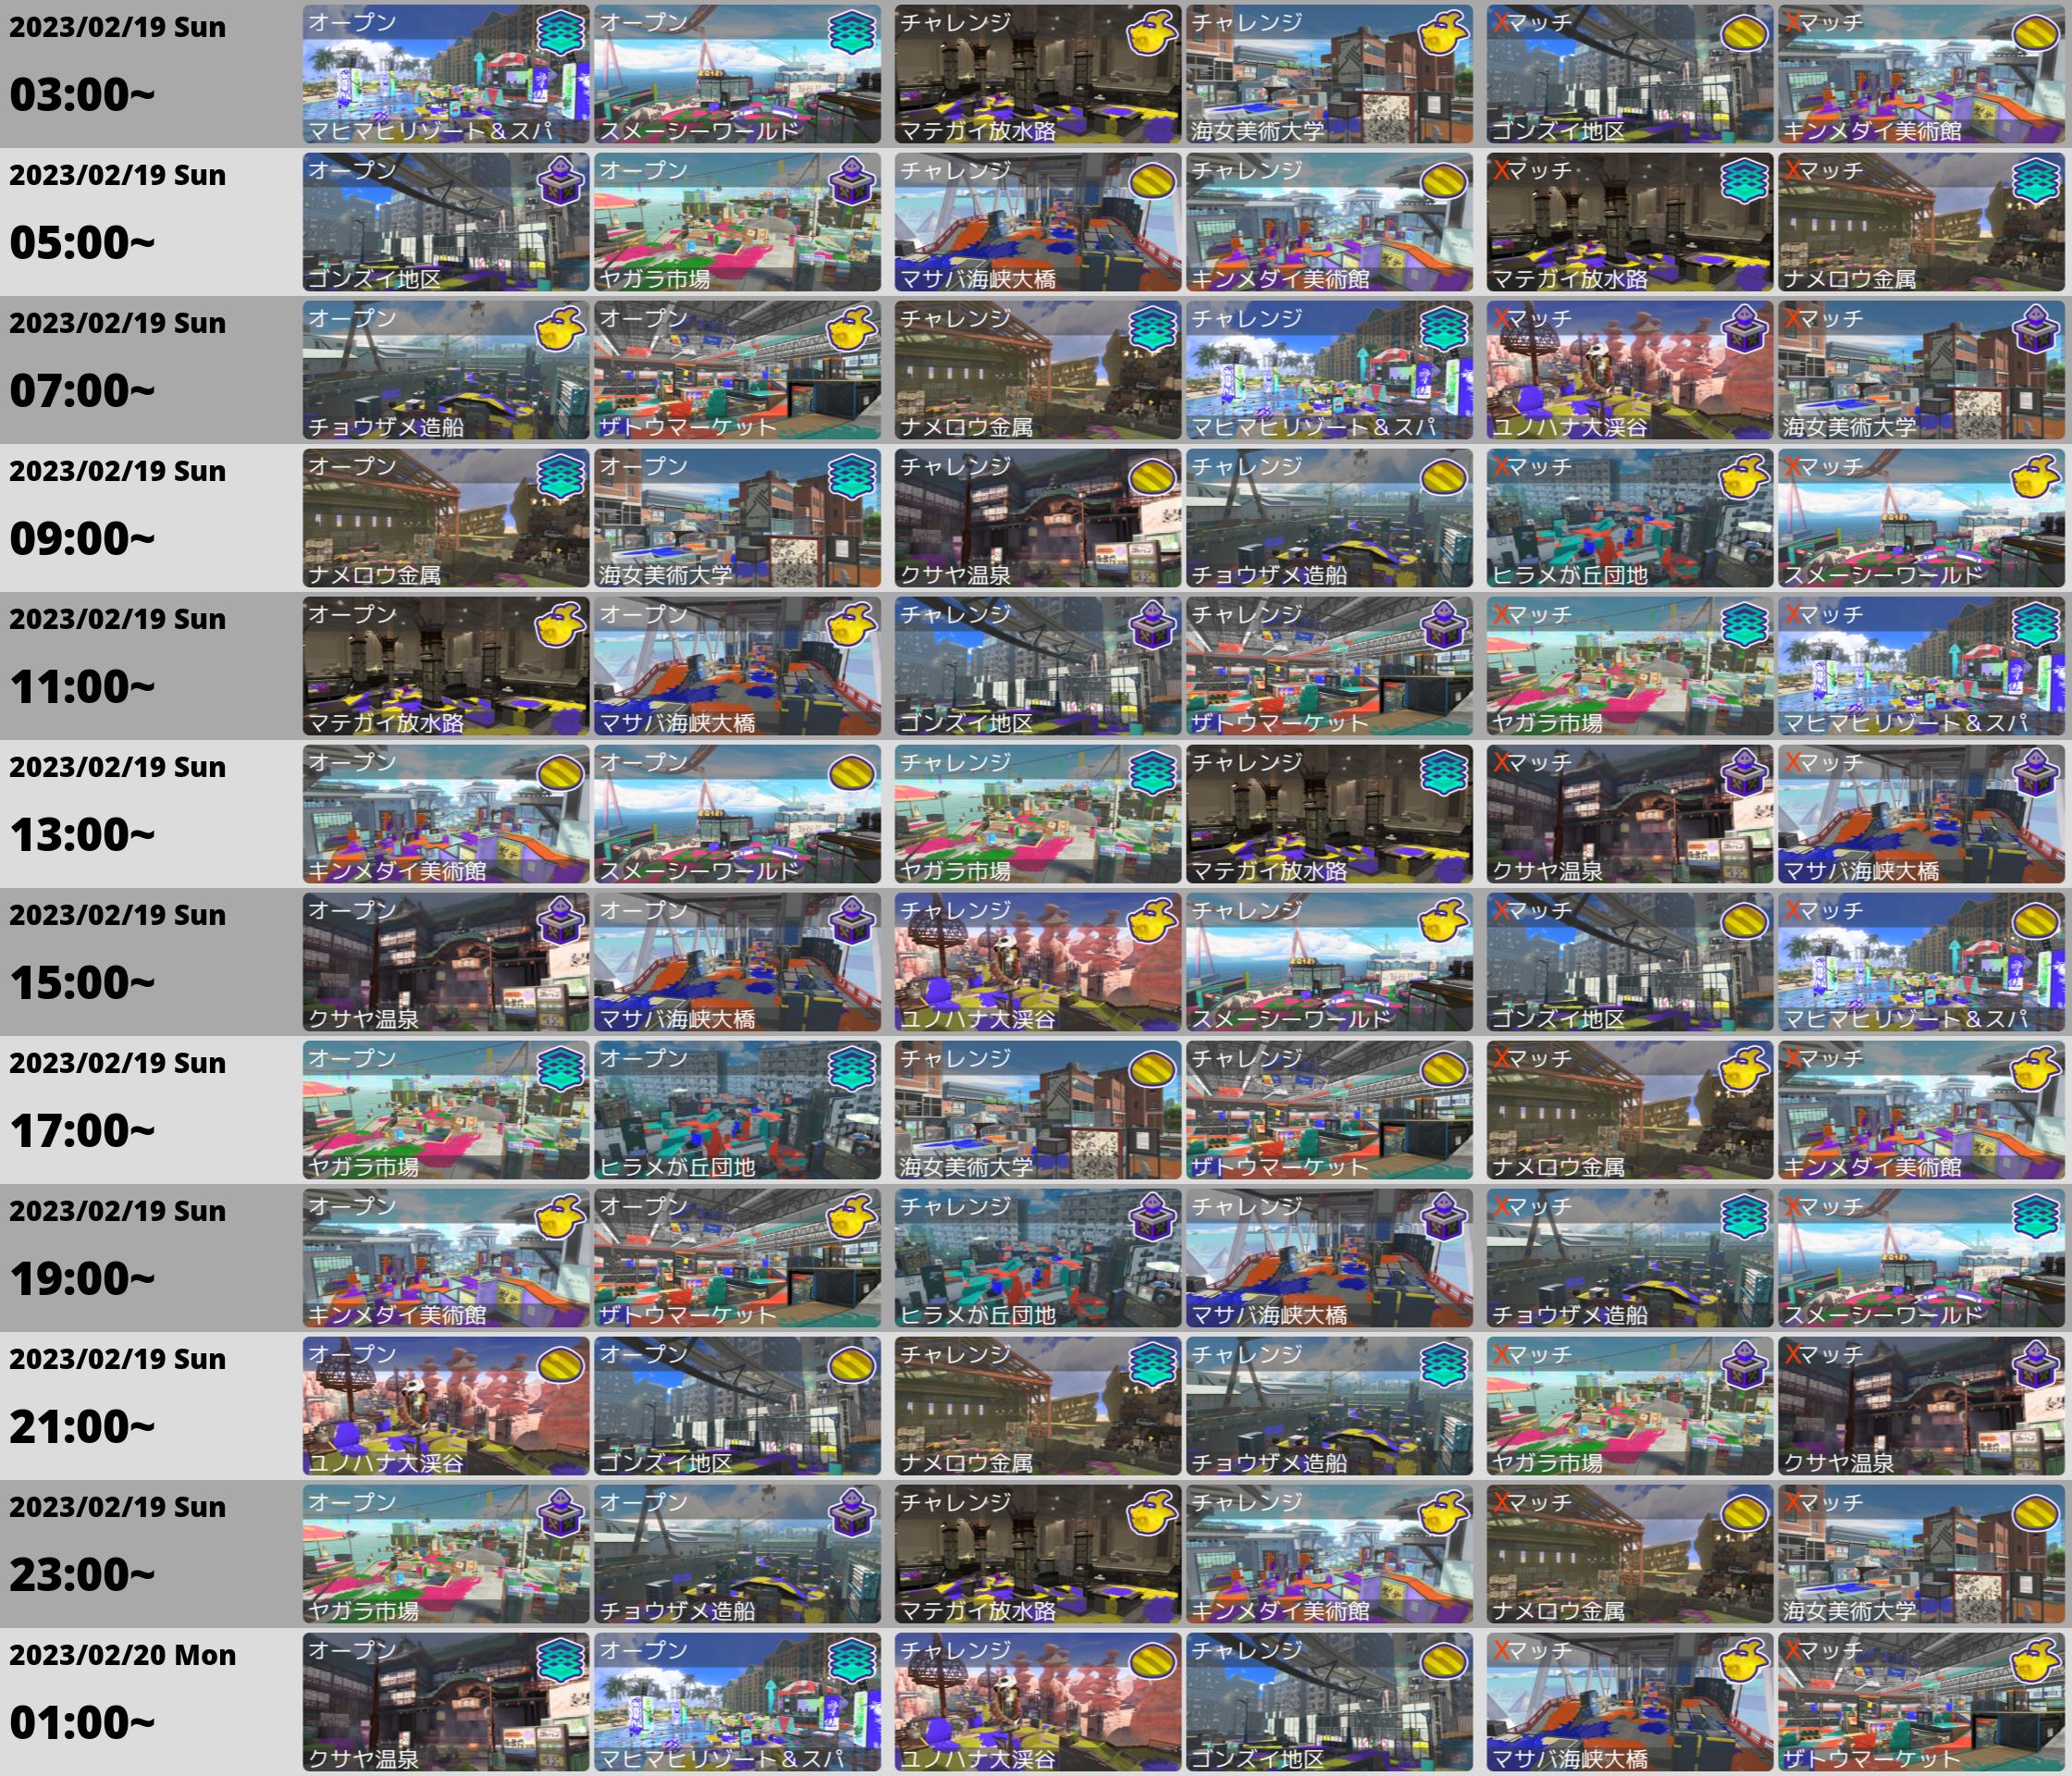 2023/02/19 Sun
03:00~
オープン
マヒマヒリゾート＆スパ
オープン
スメーシーワールド
チャレンジ
マテガイ放水路
チャレンジ
海女美術大学
Xマッチ
ゴンズイ地区
Xマッチ
キンメダイ美術館
2023/02/19 Sun
05:00~
オープン
ゴンズイ地区
オープン
ヤガラ市場
チャレンジ
マサバ海峡大橋
チャレンジ
キンメダイ美術館
Xマッチ
マテガイ放水路
Xマッチ
ナメロウ金属
2023/02/19 Sun
07:00~
オープン
チョウザメ造船
オープン
ザトウマーケット
チャレンジ
ナメロウ金属
チャレンジ
マヒマヒリゾート＆スパ
Xマッチ
ユノハナ大渓谷
Xマッチ
海女美術大学
2023/02/19 Sun
09:00~
オープン
ナメロウ金属
オープン
海女美術大学
チャレンジ
クサヤ温泉
チャレンジ
チョウザメ造船
Xマッチ
ヒラメが丘団地
Xマッチ
スメーシーワールド
2023/02/19 Sun
11:00~
オープン
マテガイ放水路
オープン
マサバ海峡大橋
チャレンジ
ゴンズイ地区
チャレンジ
ザトウマーケット
Xマッチ
ヤガラ市場
Xマッチ
マヒマヒリゾート＆スパ
2023/02/19 Sun
13:00~
オープン
キンメダイ美術館
オープン
スメーシーワールド
チャレンジ
ヤガラ市場
チャレンジ
マテガイ放水路
Xマッチ
クサヤ温泉
Xマッチ
マサバ海峡大橋
2023/02/19 Sun
15:00~
オープン
クサヤ温泉
オープン
マサバ海峡大橋
チャレンジ
ユノハナ大渓谷
チャレンジ
スメーシーワールド
Xマッチ
ゴンズイ地区
Xマッチ
マヒマヒリゾート＆スパ
2023/02/19 Sun
17:00~
オープン
ヤガラ市場
オープン
ヒラメが丘団地
チャレンジ
海女美術大学
チャレンジ
ザトウマーケット
Xマッチ
ナメロウ金属
Xマッチ
キンメダイ美術館
2023/02/19 Sun
19:00~
オープン
キンメダイ美術館
オープン
ザトウマーケット
チャレンジ
ヒラメが丘団地
チャレンジ
マサバ海峡大橋
Xマッチ
チョウザメ造船
Xマッチ
スメーシーワールド
2023/02/19 Sun
21:00~
オープン
ユノハナ大渓谷
オープン
ゴンズイ地区
チャレンジ
ナメロウ金属
チャレンジ
チョウザメ造船
Xマッチ
ヤガラ市場
Xマッチ
クサヤ温泉
2023/02/19 Sun
23:00~
オープン
ヤガラ市場
オープン
チョウザメ造船
チャレンジ
マテガイ放水路
チャレンジ
キンメダイ美術館
Xマッチ
ナメロウ金属
Xマッチ
海女美術大学
2023/02/20 Mon
01:00~
オープン
クサヤ温泉
オープン
マヒマヒリゾート＆スパ
チャレンジ
ユノハナ大渓谷
チャレンジ
ゴンズイ地区
Xマッチ
マサバ海峡大橋
Xマッチ
ザトウマーケット